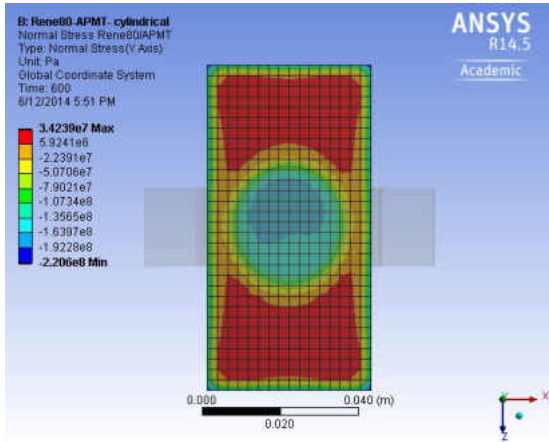 B: Rene80-APMT- cylindrical
Normal Stress Rene80/APMT
Type: Normal Stress(Y Axis)
Unit: Pa
Global Coordinate System
Time: 600
6/12/2014 5:51 PM
3.4239e7 Max
5.9241e6
-2.2391e7
-5.0706e7
-7.9021e7
-1.0734e8
-1.3565e8
-1.6397e8
-1.9228e8
-2.206e8 Min
ANSYS
R14.5
Academic
0.000
0.040 (m)
0.020
X
Z